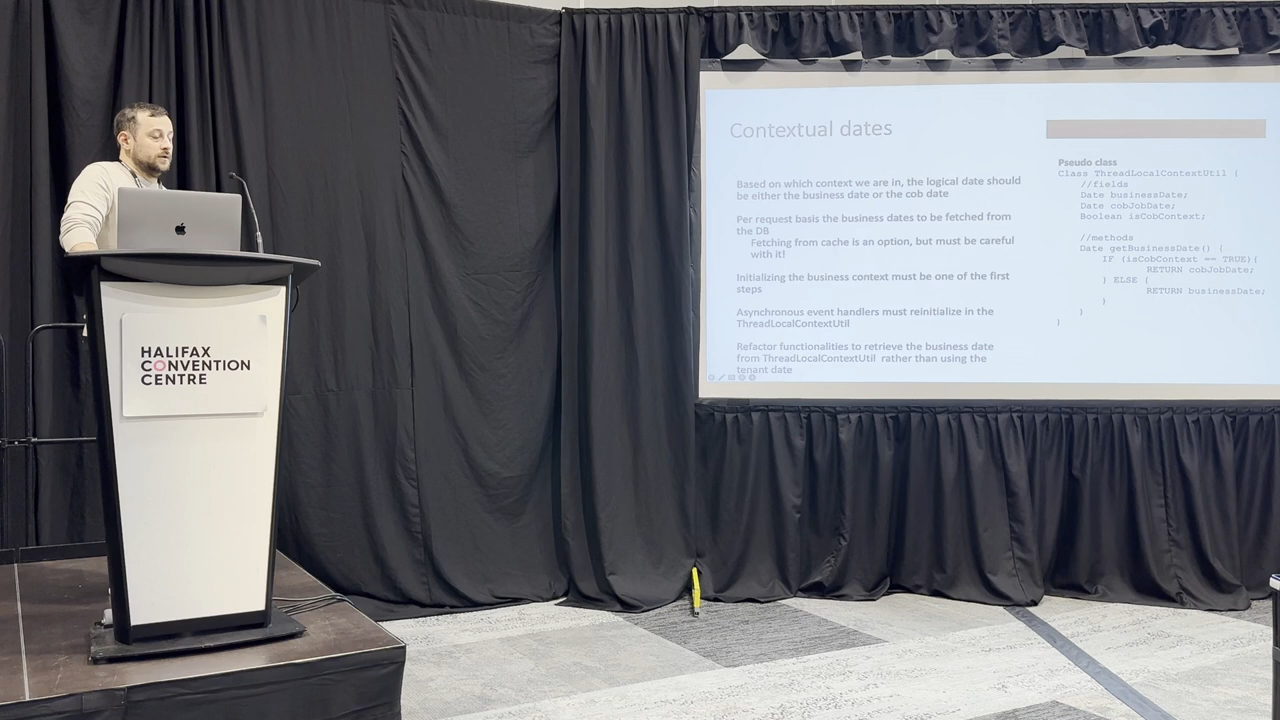 HALIFAX
CONVENTION
CENTRE
Contextual dates
Based on which context we are in, the logical date should
be either the business date or the cob date
Per request basis the business dates to be fetched from
the DB
Fetching from cache is an option, but must be careful
with it!
Initializing the business context must be one of the first
steps
Asynchronous event handlers must reinitialize in the
ThreadLocalContextUtil
Refactor functionalities to retrieve the business date
from ThreadLocalContextUtil rather than using the
tenant date
Pseudo class
Class ThreadLocalContextUtil {
//fields
Date businessDate;
Date cobJobDate;
Boolean isCobContext;
//methods
Date getBusinessDate() {
IF (isCobContext == TRUE){
RETURN cobJobDate;
} ELSE {
RETURN businessDate;
}
}
}